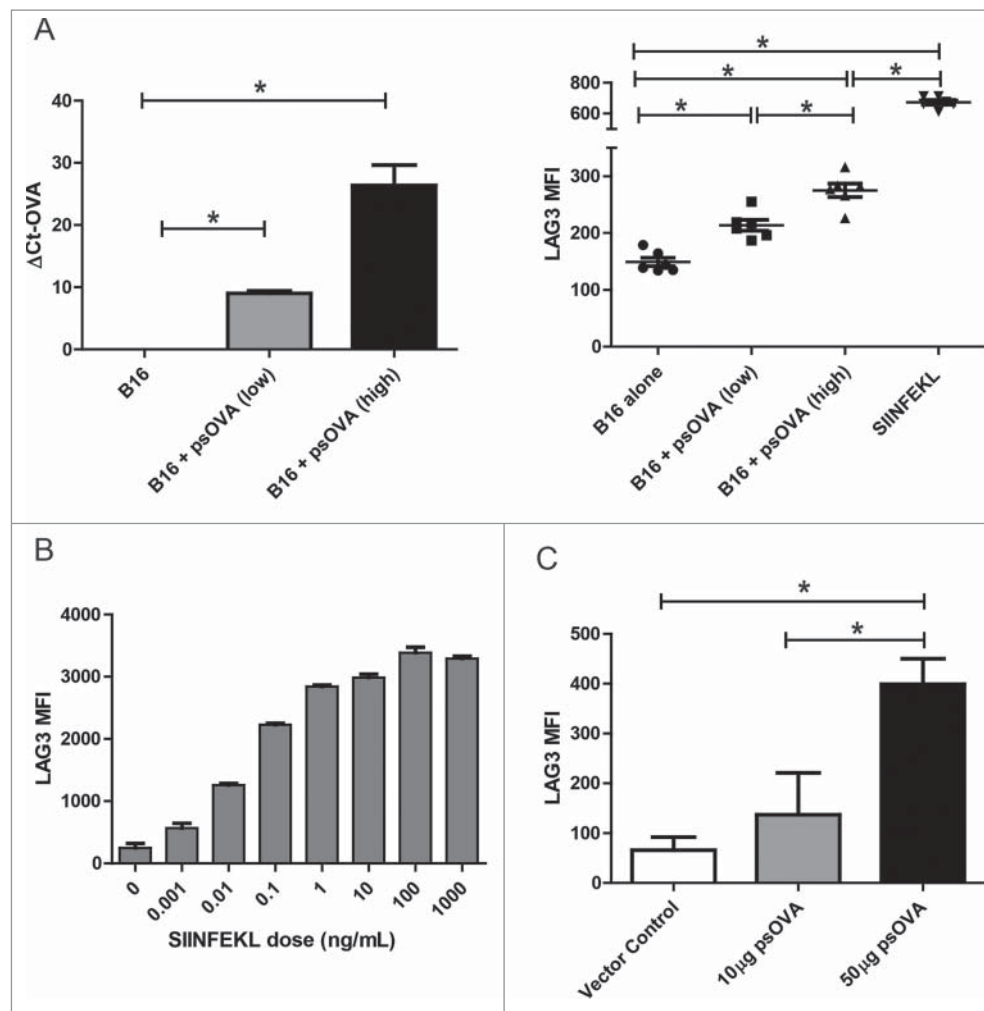 A
*
*
40
30
20
10
0
ΔCt-OVA
B16
B16 + psOVA (low)
B16 + psOVA (high)
*
*
*
*
*
800
600
300
200
100
0
LAG3 MFI
B16 alone
B16 + psOVA (low)
B16 + psOVA (high)
SIINFEKL
B
4000
3000
2000
1000
0
LAG3 MFI
0
0.001
0.01
0.1
1
10
100
1000
SIINFEKL dose (ng/mL)
C
*
*
500
400
300
200
100
0
LAG3 MFI
Vector Control
10µg psOVA
50µg psOVA